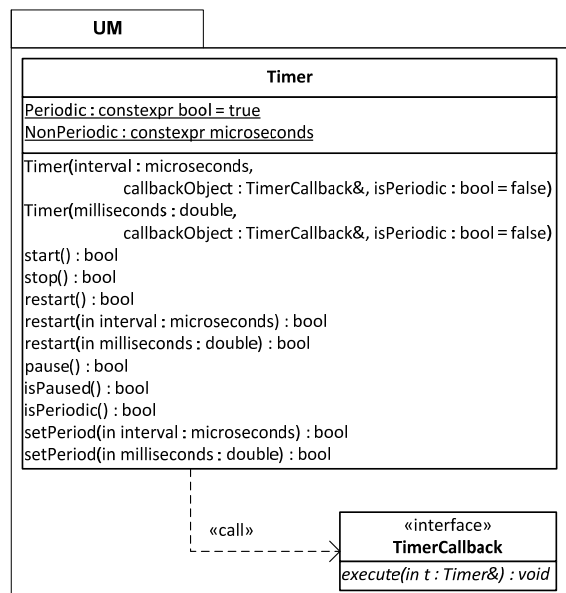 UM
Timer
Periodic : constexpr bool = true
NonPeriodic : constexpr microseconds
Timer(interval : microseconds,
callbackObject : TimerCallback&, isPeriodic : bool = false)
Timer(milliseconds : double,
callbackObject : TimerCallback&, isPeriodic : bool = false)
start() : bool
stop() : bool
restart() : bool
restart(in interval : microseconds) : bool
restart(in milliseconds : double) : bool
pause() : bool
isPaused() : bool
isPeriodic() : bool
setPeriod(in interval : microseconds) : bool
setPeriod(in milliseconds : double) : bool
«call»
«interface»
TimerCallback
execute(in t : Timer&) : void